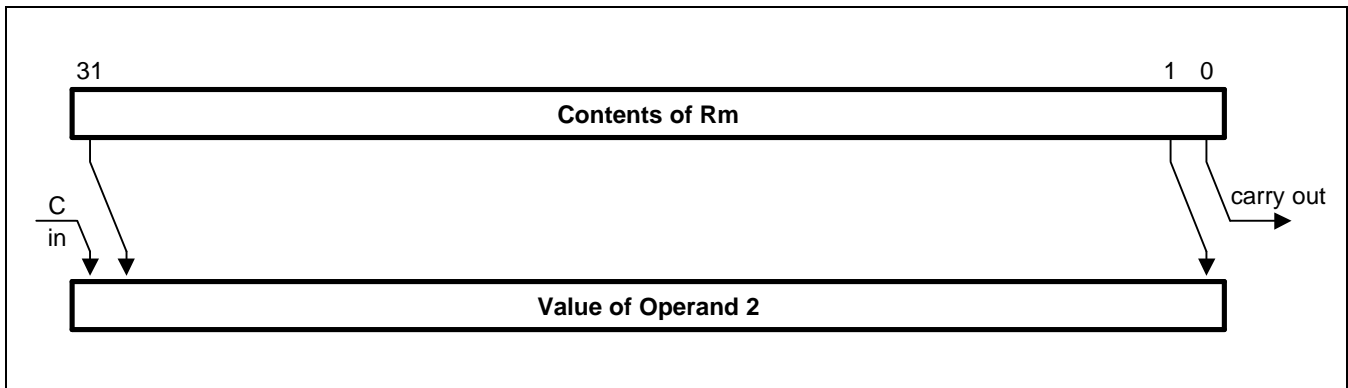 31
1 0
Contents of Rm
C
in
carry out
Value of Operand 2